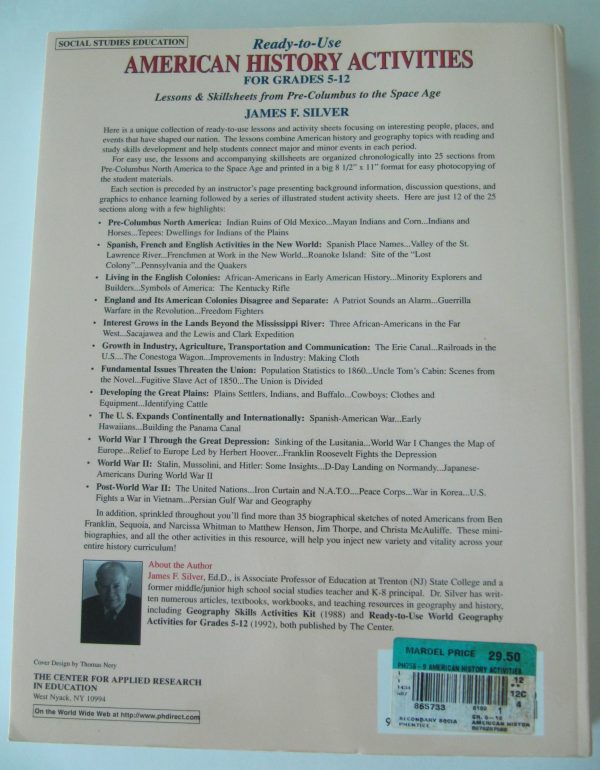 SOCIAL STUDIES EDUCATION
Ready-to-Use
AMERICAN HISTORY ACTIVITIES
FOR GRADES 5-12
Lessons & Skillsheets from Pre-Columbus to the Space Age
JAMES F. SILVER
Here is a unique collection of ready-to-use lessons and activity sheets focusing on interesting people, places, and
events that have shaped our nation. The lessons combine American history and geography topics with reading and
study skills development and help students connect major and minor events in each period.
For easy use, the lessons and accompanying skillsheets are organized chronologically into 25 sections from
Pre-Columbus North America to the Space Age and printed in a big 8 1/2" x 11" format for easy photocopying of
the student materials.
Each section is preceded by an instructor's page presenting background information, discussion questions, and
graphics to enhance learning followed by a series of illustrated student activity sheets. Here are just 12 of the 25
sections along with a few highlights:
• Pre-Columbus North America: Indian Ruins of Old Mexico...Mayan Indians and Corn...Indians and
Horses...Tepees: Dwellings for Indians of the Plains
• Spanish, French and English Activities in the New World: Spanish Place Names...Valley of the St.
Lawrence River...Frenchmen at Work in the New World...Roanoke Island: Site of the "Lost
Colony"...Pennsylvania and the Quakers
• Living in the English Colonies: African-Americans in Early American History...Minority Explorers and
Builders...Symbols of America: The Kentucky Rifle
• England and Its American Colonies Disagree and Separate: A Patriot Sounds an Alarm...Guerrilla
Warfare in the Revolution...Freedom Fighters
• Interest Grows in the Lands Beyond the Mississippi River: Three African-Americans in the Far
West...Sacajawea and the Lewis and Clark Expedition
• Growth in Industry, Agriculture, Transportation and Communication: The Erie Canal...Railroads in the
U.S....The Conestoga Wagon...Improvements in Industry: Making Cloth
• Fundamental Issues Threaten the Union: Population Statistics to 1860...Uncle Tom's Cabin: Scenes from
the Novel...Fugitive Slave Act of 1850...The Union is Divided
• Developing the Great Plains: Plains Settlers, Indians, and Buffalo...Cowboys: Clothes and
Equipment...Identifying Cattle
• The U. S. Expands Continentally and Internationally: Spanish-American War...Early
Hawaiians...Building the Panama Canal
• World War I Through the Great Depression: Sinking of the Lusitania...World War I Changes the Map of
Europe...Relief to Europe Led by Herbert Hoover...Franklin Roosevelt Fights the Depression
• World War II: Stalin, Mussolini, and Hitler: Some Insights...D-Day Landing on Normandy...Japanese-
Americans During World War II
• Post-World War II: The United Nations...Iron Curtain and N.A.T.O....Peace Corps...War in Korea...U.S.
Fights a War in Vietnam...Persian Gulf War and Geography
In addition, sprinkled throughout you'll find more than 35 biographical sketches of noted Americans from Ben
Franklin, Sequoia, and Narcissa Whitman to Matthew Henson, Jim Thorpe, and Christa McAuliffe. These mini-
biographies, and all the other activities in this resource, will help you inject new variety and vitality across your
entire history curriculum!
About the Author
James F. Silver, Ed.D., is Associate Professor of Education at Trenton (NJ) State College and a
former middle/junior high school social studies teacher and K-8 principal. Dr. Silver has writ-
ten numerous articles, textbooks, workbooks, and teaching resources in geography and history,
including Geography Skills Activities Kit (1988) and Ready-to-Use World Geography
Activities for Grades 5-12 (1992), both published by The Center.
Cover Design by Thomas Nery
THE CENTER FOR APPLIED RESEARCH
IN EDUCATION
West Nyack, NY 10994
On the World Wide Web at http://www.phdirect.com
MARDEL PRICE 29.50
AMERICAN HISTORY ACTIVITIES
12
12C
4
865733
1
9
SECONDARY SOCIA
PRENTICE
AMERICAN HISTOR